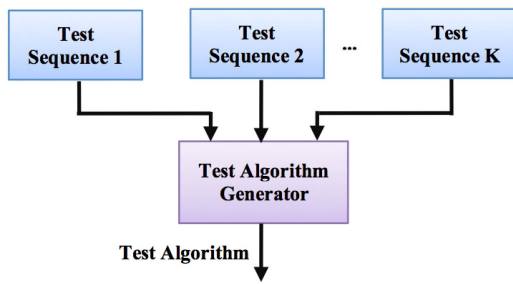 Test
Sequence 1
Test
Sequence 2
...
Test
Sequence K
Test Algorithm
Generator
Test Algorithm